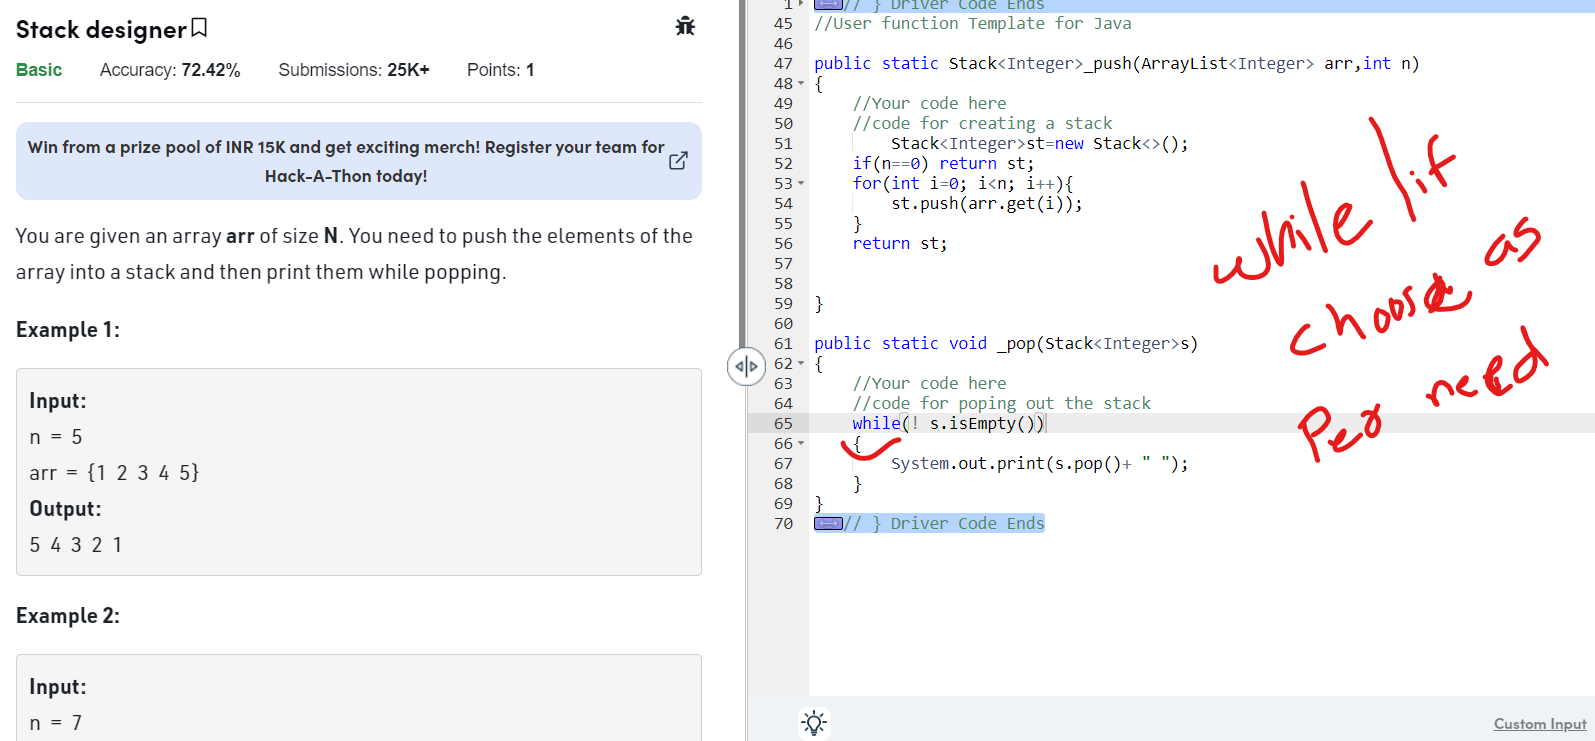 Stack designer
Basic Accuracy: 72.42% Submissions: 25K+ Points: 1
Win from a prize pool of INR 15K and get exciting merch! Register your team for
Hack-A-Thon today!
You are given an array arr of size N. You need to push the elements of the
array into a stack and then print them while popping.
Example 1:
Input:
n = 5
arr = {1 2 3 4 5}
Output:
5 4 3 2 1
Example 2:
Input:
n = 7
1 // } Driver Code Ends
45 //User function Template for Java
46
47 public static Stack<Integer>_push(ArrayList<Integer> arr,int n)
48 {
49 //Your code here
50 //code for creating a stack
51 Stack<Integer>st=new Stack<>();
52 if(n==0) return st;
53 for(int i=0; i<n; i++){
54 st.push(arr.get(i));
55 }
56 return st;
57
58
59 }
60
61 public static void _pop(Stack<Integer>s)
62 {
63 //Your code here
64 //code for poping out the stack
65 while(! s.isEmpty())
66 {
67 System.out.print(s.pop()+ " ");
68 }
69 }
70 // } Driver Code Ends
while / if
choose as
Per need
Custom Input